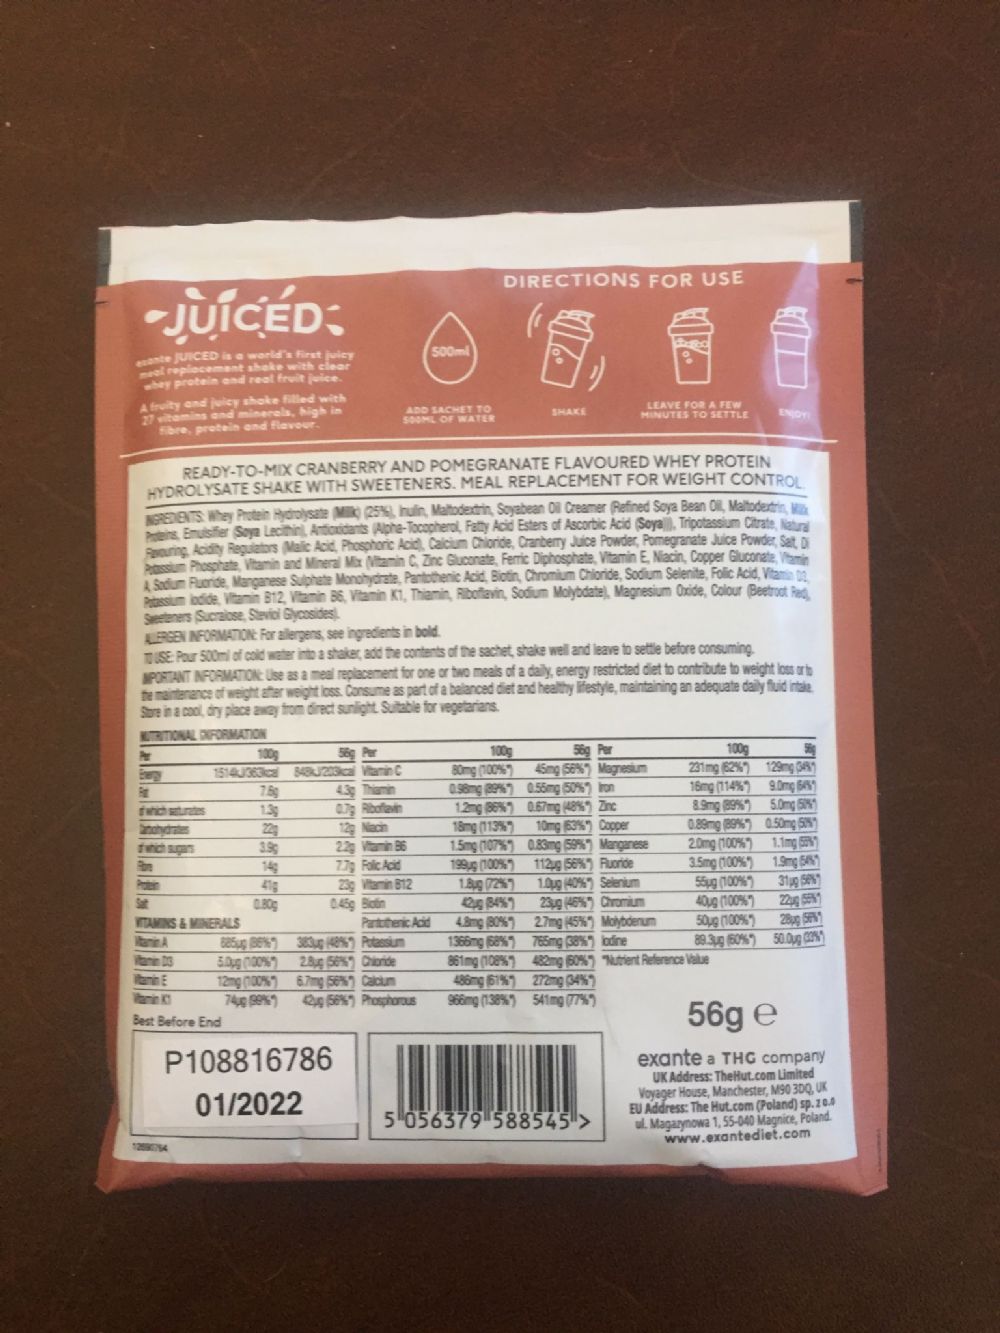 JUICED
exante JUICED is a world's first juicy
meal replacement shake with clear
whey protein and real fruit juice.
A fruity and juicy shake filled with
27 vitamins and minerals, high in
fibre, protein and flavour.
DIRECTIONS FOR USE
500ml
ADD SACHET TO
500ML OF WATER
SHAKE
LEAVE FOR A FEW
MINUTES TO SETTLE
ENJOY!
READY-TO-MIX CRANBERRY AND POMEGRANATE FLAVOURED WHEY PROTEIN
HYDROLYSATE SHAKE WITH SWEETENERS. MEAL REPLACEMENT FOR WEIGHT CONTROL.
INGREDIENTS: Whey Protein Hydrolysate (Milk) (25%), Inulin, Maltodextrin, Soyabean Oil Creamer (Refined Soya Bean Oil, Maltodextrin, Milk
Proteins, Emulsifier (Soya Lecithin), Antioxidants (Alpha-Tocopherol, Fatty Acid Esters of Ascorbic Acid (Soya))), Tripotassium Citrate, Natural
Flavouring, Acidity Regulators (Malic Acid, Phosphoric Acid), Calcium Chloride, Cranberry Juice Powder, Pomegranate Juice Powder, Salt, Di
Potassium Phosphate, Vitamin and Mineral Mix (Vitamin C, Zinc Gluconate, Ferric Diphosphate, Vitamin E, Niacin, Copper Gluconate, Vitamin
A, Sodium Fluoride, Manganese Sulphate Monohydrate, Pantothenic Acid, Biotin, Chromium Chloride, Sodium Selenite, Folic Acid, Vitamin D3,
Potassium Iodide, Vitamin B12, Vitamin B6, Vitamin K1, Thiamin, Riboflavin, Sodium Molybdate), Magnesium Oxide, Colour (Beetroot Red),
Sweeteners (Sucralose, Steviol Glycosides).
ALLERGEN INFORMATION: For allergens, see ingredients in bold.
TO USE: Pour 500ml of cold water into a shaker, add the contents of the sachet, shake well and leave to settle before consuming.
IMPORTANT INFORMATION: Use as a meal replacement for one or two meals of a daily, energy restricted diet to contribute to weight loss or to
the maintenance of weight after weight loss. Consume as part of a balanced diet and healthy lifestyle, maintaining an adequate daily fluid intake.
Store in a cool, dry place away from direct sunlight. Suitable for vegetarians.
NUTRITIONAL INFORMATION
Per 100g 56g
Energy 1514kJ/363kcal 848kJ/203kcal
Fat 7.6g 4.3g
of which saturates 1.3g 0.7g
Carbohydrates 22g 12g
of which sugars 3.9g 2.2g
Fibre 14g 7.7g
Protein 41g 23g
Salt 0.80g 0.45g
VITAMINS & MINERALS
Vitamin A 685µg (86%*) 383µg (48%*)
Vitamin D3 5.0µg (100%*) 2.8µg (56%*)
Vitamin E 12mg (100%*) 6.7mg (56%*)
Vitamin K1 74µg (99%*) 42µg (56%*)
Per 100g 56g
Vitamin C 80mg (100%*) 45mg (56%*)
Thiamin 0.98mg (89%*) 0.55mg (50%*)
Riboflavin 1.2mg (86%*) 0.67mg (48%*)
Niacin 18mg (113%*) 10mg (63%*)
Vitamin B6 1.5mg (107%*) 0.83mg (59%*)
Folic Acid 199µg (100%*) 112µg (56%*)
Vitamin B12 1.8µg (72%*) 1.0µg (40%*)
Biotin 42µg (84%*) 23µg (46%*)
Pantothenic Acid 4.8mg (80%*) 2.7mg (45%*)
Potassium 1366mg (68%*) 765mg (38%*)
Chloride 861mg (108%*) 482mg (60%*)
Calcium 486mg (61%*) 272mg (34%*)
Phosphorous 966mg (138%*) 541mg (77%*)
Per 100g 56g
Magnesium 231mg (62%*) 129mg (34%*)
Iron 16mg (114%*) 9.0mg (64%*)
Zinc 8.9mg (89%*) 5.0mg (50%*)
Copper 0.89mg (89%*) 0.50mg (50%*)
Manganese 2.0mg (100%*) 1.1mg (55%*)
Fluoride 3.5mg (100%*) 1.9mg (54%*)
Selenium 55µg (100%*) 31µg (56%*)
Chromium 40µg (100%*) 22µg (55%*)
Molybdenum 50µg (100%*) 28µg (56%*)
Iodine 89.3µg (60%*) 50.0µg (33%*)
*Nutrient Reference Value
Best Before End
P108816786
01/2022
5 056379 588545 >
56g e
exante a THG company
UK Address: TheHut.com Limited
Voyager House, Manchester, M90 3DQ, UK
EU Address: The Hut.com (Poland) sp. z o.o
ul. Magazynowa 1, 55-040 Magnice, Poland.
www.exantediet.com